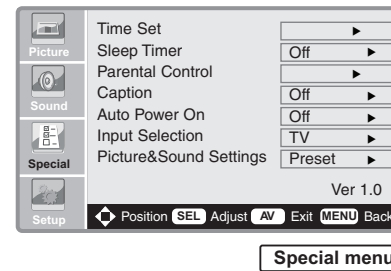 Picture
Sound
Special
Setup
Time Set
Sleep Timer Off
Parental Control
Caption Off
Auto Power On Off
Input Selection TV
Picture&Sound Settings Preset
Ver 1.0
Position SEL Adjust AV Exit MENU Back
Special menu